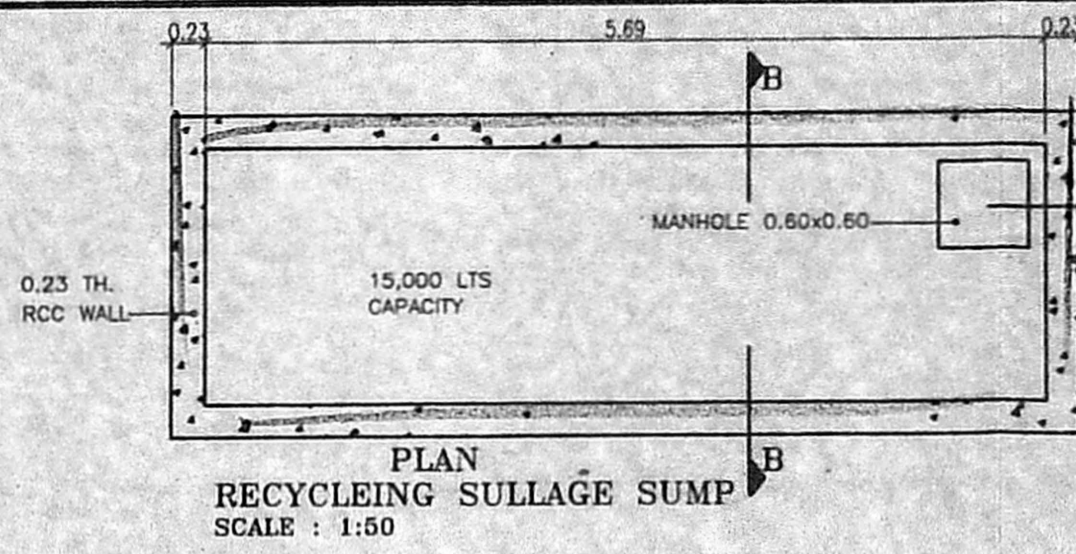 0.23 5.69 0.23
B
MANHOLE 0.60x0.60
15,000 LTS
CAPACITY
0.23 TH.
RCC WALL
PLAN
B
RECYCLEING SULLAGE SUMP
SCALE : 1:50